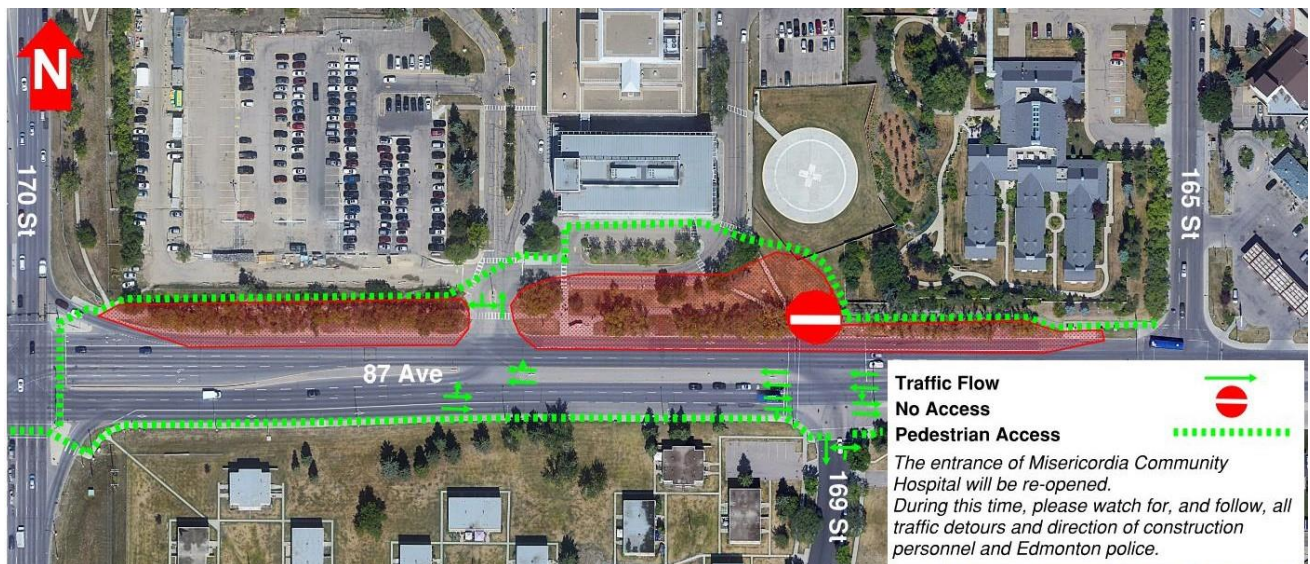 N
170 St
165 St
87 Ave
169 St
Traffic Flow
No Access
Pedestrian Access
The entrance of Misericordia Community
Hospital will be re-opened.
During this time, please watch for, and follow, all
traffic detours and direction of construction
personnel and Edmonton police.